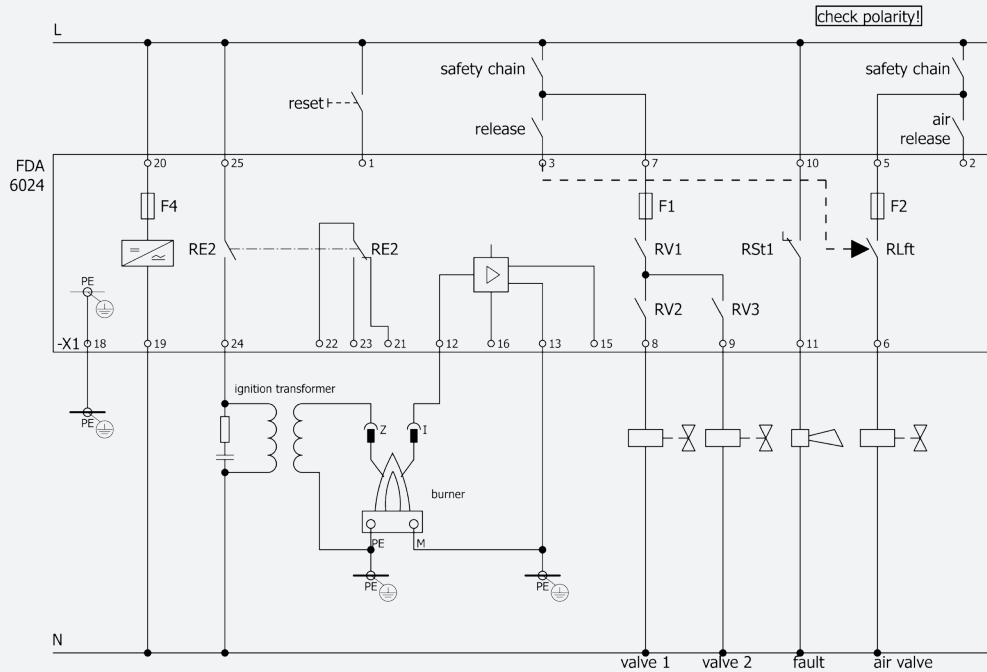 check polarity!
L
safety chain
safety chain
reset
release
air
release
FDA
6024
20
25
1
3
7
10
5
2
F4
F1
F2
RE2
RE2
RV1
RSt1
RLft
PE
RV2
RV3
-X1
18
19
24
22
23
21
12
16
13
15
8
9
11
6
ignition transformer
PE
Z
I
burner
PE
M
PE
PE
N
valve 1
valve 2
fault
air valve